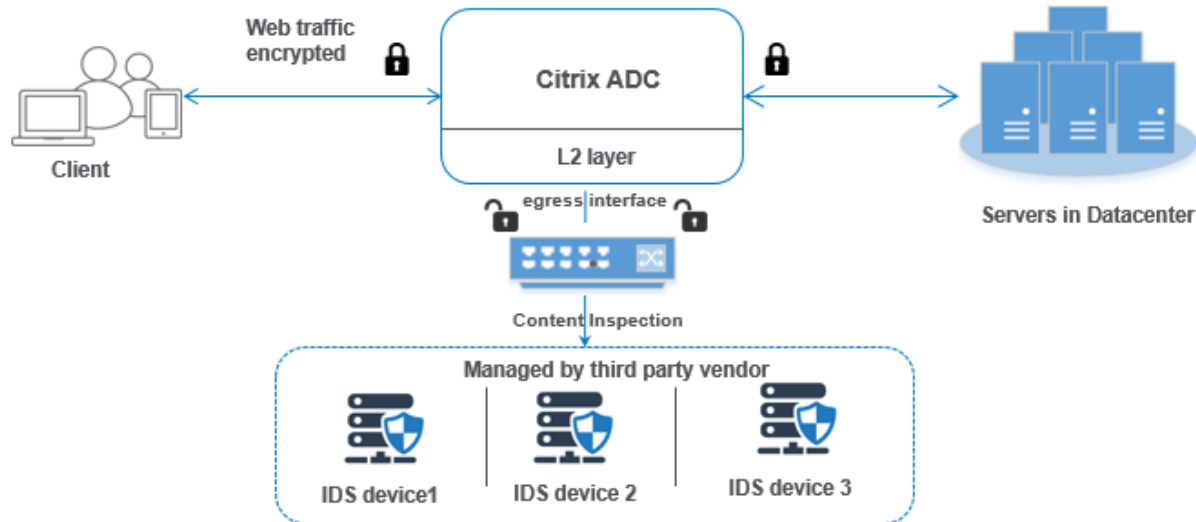 Web traffic
encrypted
Citrix ADC
L2 layer
Client
egress interface
Servers in Datacenter
Content Inspection
Managed by third party vendor
IDS device1
IDS device 2
IDS device 3